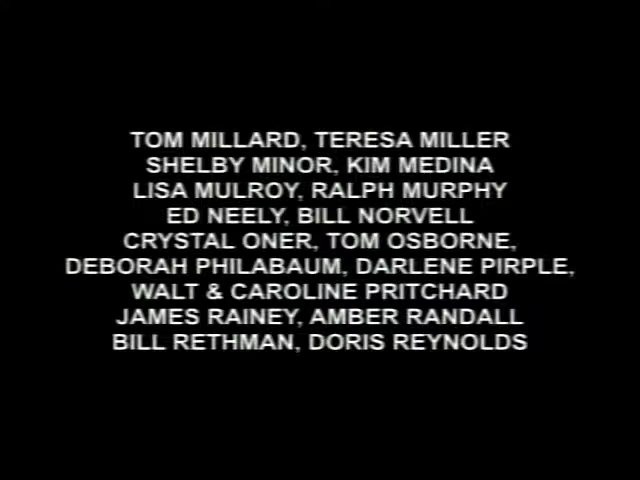 TOM MILLARD, TERESA MILLER
SHELBY MINOR, KIM MEDINA
LISA MULROY, RALPH MURPHY
ED NEELY, BILL NORVELL
CRYSTAL ONER, TOM OSBORNE,
DEBORAH PHILABAUM, DARLENE PIRPLE,
WALT & CAROLINE PRITCHARD
JAMES RAINEY, AMBER RANDALL
BILL RETHMAN, DORIS REYNOLDS